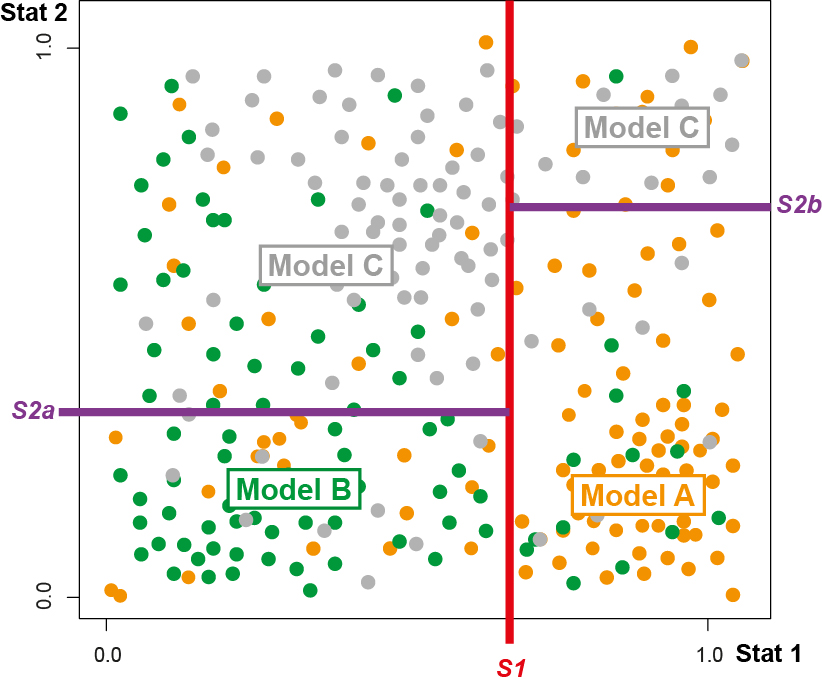 Stat 2
1.0
Model C
S2b
Model C
S2a
Model B
Model A
0.0
0.0
1.0 Stat 1
S1